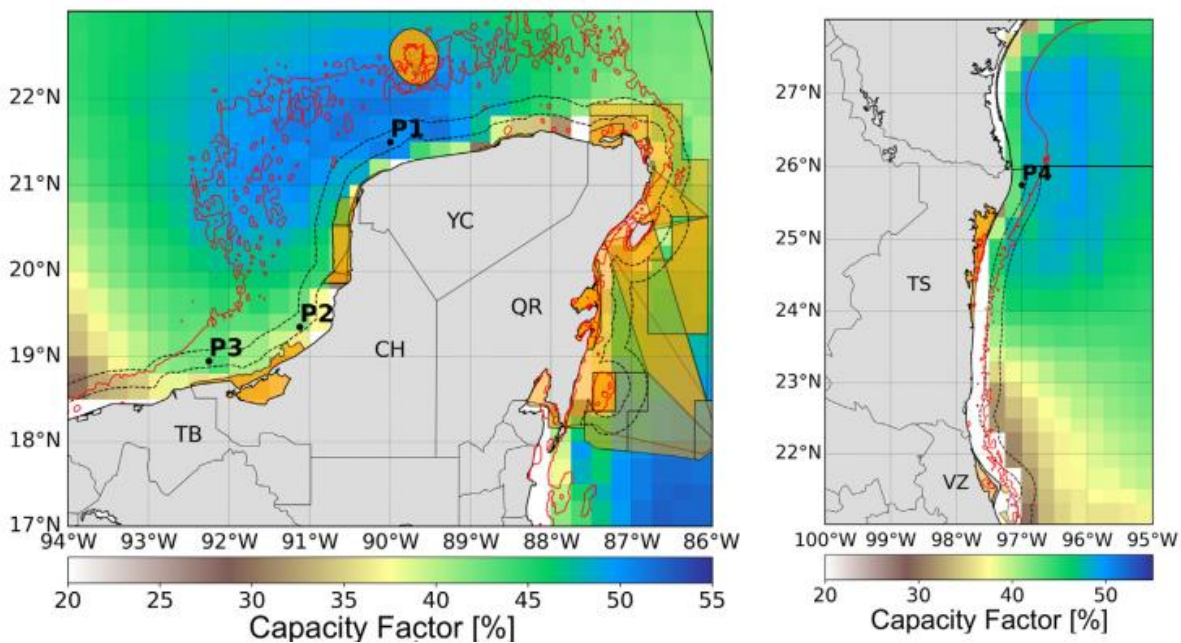 22°N
21°N
20°N
19°N
18°N
17°N
P1
P2
P3
YC
QR
CH
TB
94°W 93°W 92°W 91°W 90°W 89°W 88°W 87°W 86°W
20 25 30 35 40 45 50 55
Capacity Factor [%]
27°N
26°N
25°N
24°N
23°N
22°N
P4
TS
VZ
100°W 99°W 98°W 97°W 96°W 95°W
20 30 40 50
Capacity Factor [%]